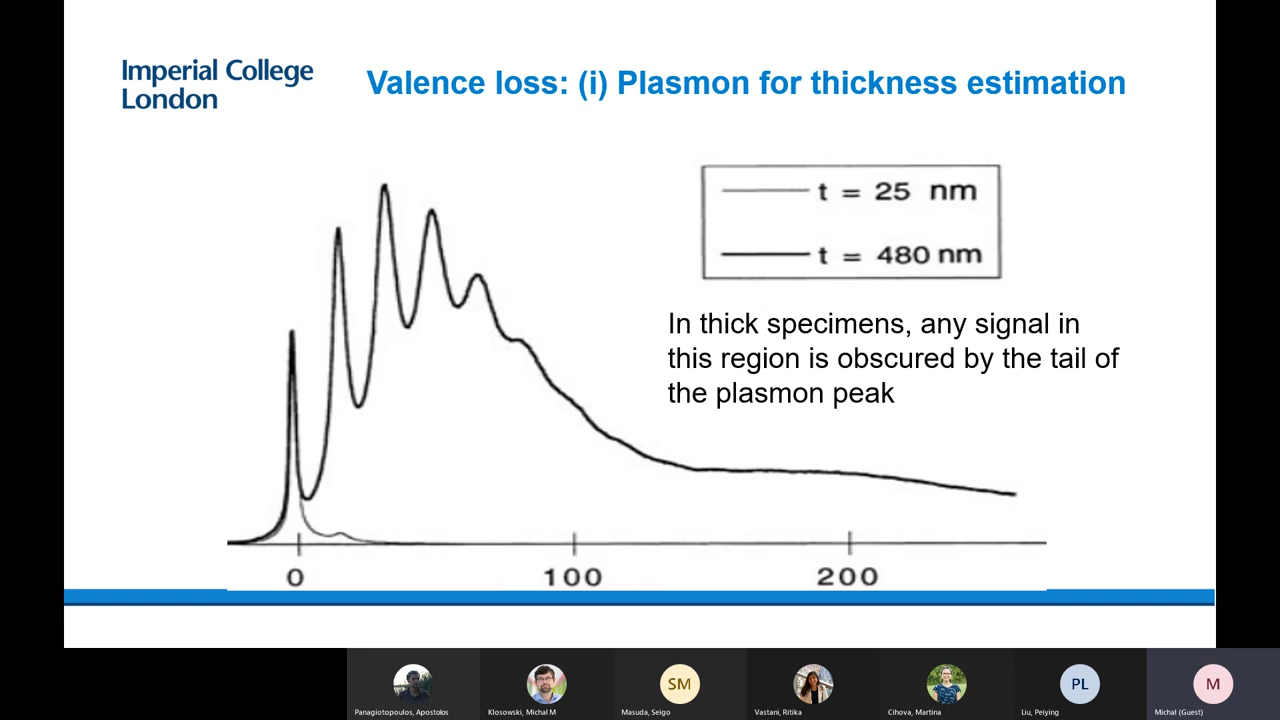 Imperial College
London
Valence loss: (i) Plasmon for thickness estimation
t = 25 nm
t = 480 nm
In thick specimens, any signal in
this region is obscured by the tail of
the plasmon peak
0 100 200
SM
PL
M
Panagiotopoulos, Apostolos
Klosowski, Michal M
Masuda, Seigo
Vastani, Ritika
Cihova, Martina
Liu, Peiying
Michal (Guest)